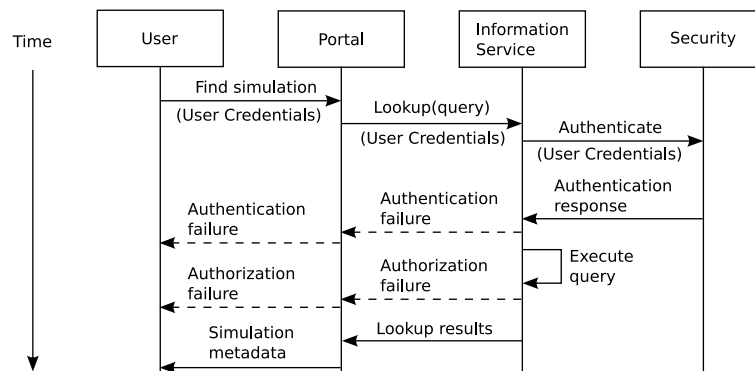 Time
User
Portal
Information
Service
Security
Find simulation
(User Credentials)
Lookup(query)
(User Credentials)
Authenticate
(User Credentials)
Authentication
response
Authentication
failure
Authentication
failure
Execute
query
Authorization
failure
Authorization
failure
Lookup results
Simulation
metadata